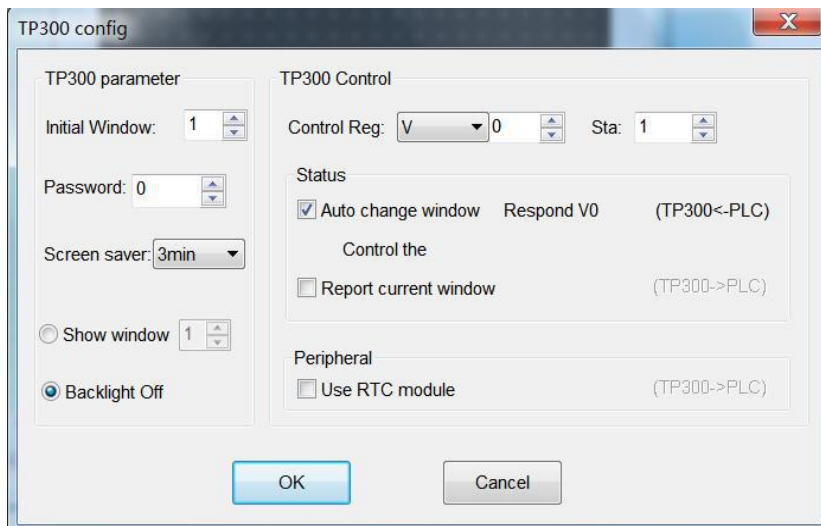 TP300 config
TP300 parameter
Initial Window: 1
Password: 0
Screen saver: 3min
Show window 1
Backlight Off
TP300 Control
Control Reg: V 0 Sta: 1
Status
Auto change window Respond V0 (TP300<-PLC)
Control the
Report current window (TP300->PLC)
Peripheral
Use RTC module (TP300->PLC)
OK Cancel